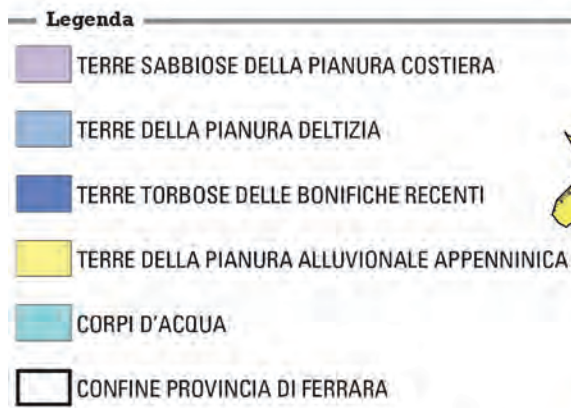 Legenda
TERRE SABBIOSE DELLA PIANURA COSTIERA
TERRE DELLA PIANURA DELTIZIA
TERRE TORBOSE DELLE BONIFICHE RECENTI
TERRE DELLA PIANURA ALLUVIONALE APPENNINICA
CORPI D'ACQUA
CONFINE PROVINCIA DI FERRARA